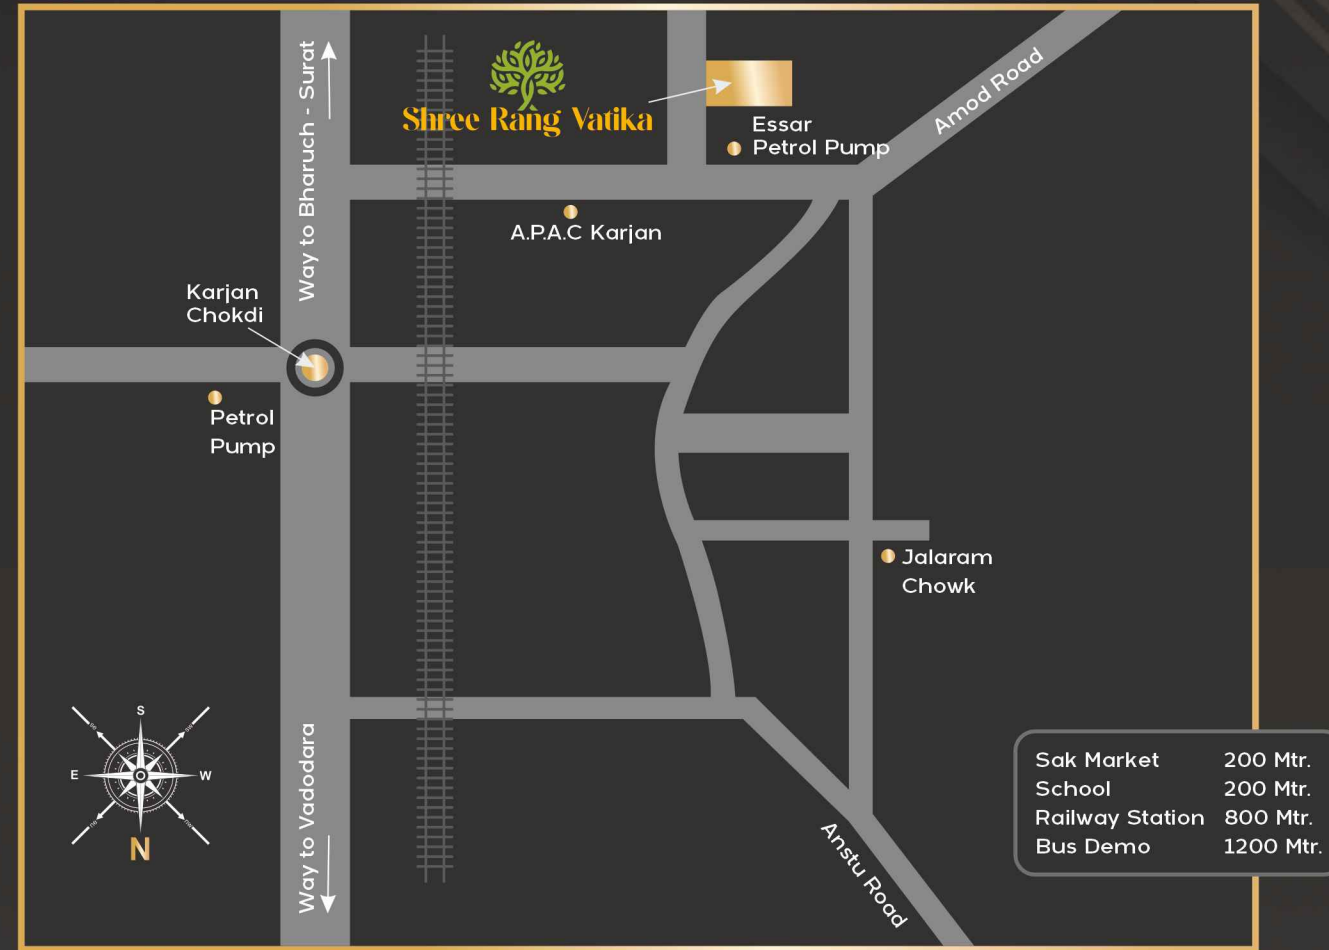 Way to Bharuch - Surat
Shree Rang Vatika
Amod Road
Essar
Petrol Pump
A.P.A.C Karjan
Karjan
Chokdi
Petrol
Pump
Jalaram
Chowk
Way to Vadodara
S
E
W
N
Anstu Road
Sak Market 200 Mtr.
School 200 Mtr.
Railway Station 800 Mtr.
Bus Demo 1200 Mtr.